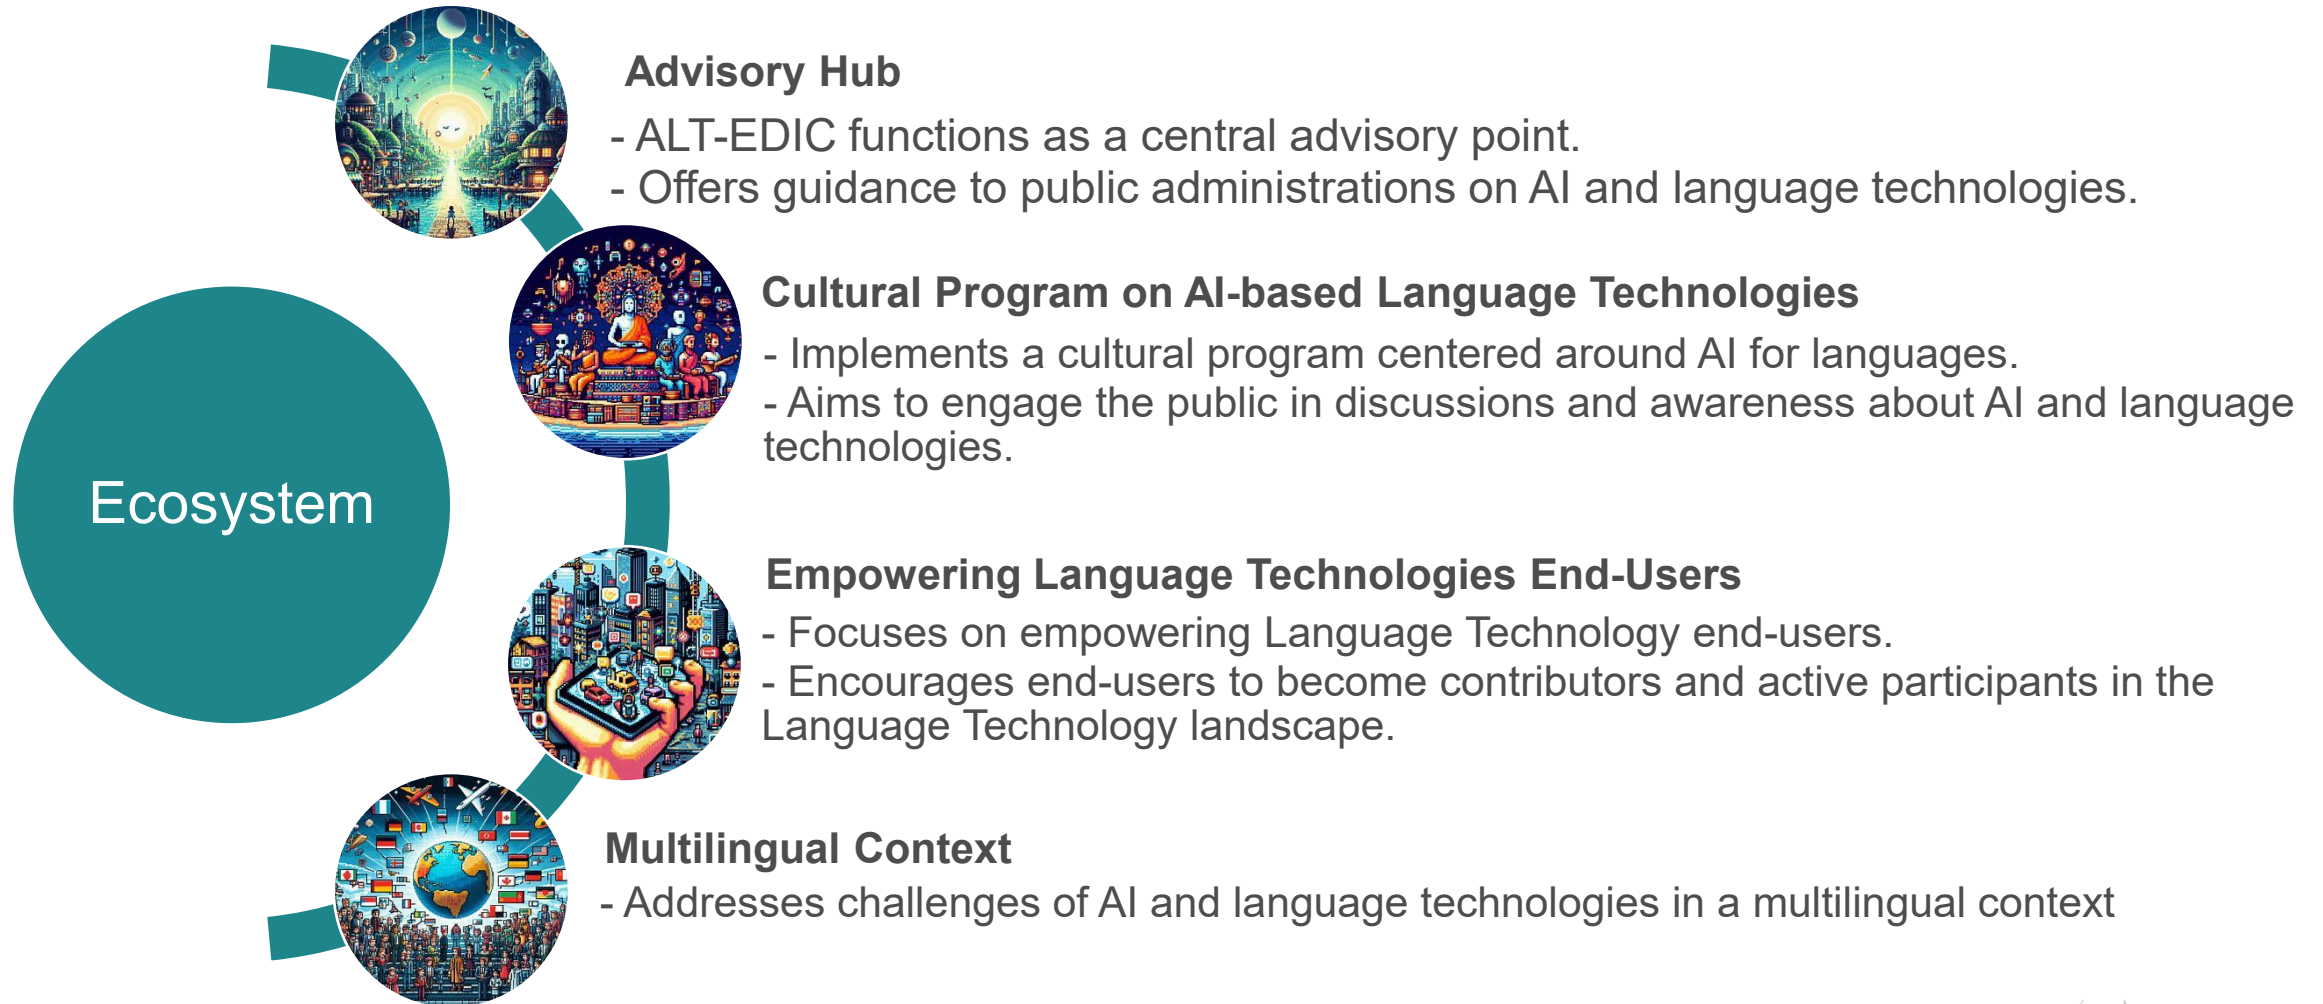 Advisory Hub
- ALT-EDIC functions as a central advisory point.
- Offers guidance to public administrations on AI and language technologies.
Cultural Program on AI-based Language Technologies
- Implements a cultural program centered around AI for languages.
- Aims to engage the public in discussions and awareness about AI and language
technologies.
Ecosystem
Empowering Language Technologies End-Users
- Focuses on empowering Language Technology end-users.
- Encourages end-users to become contributors and active participants in the
Language Technology landscape.
Multilingual Context
- Addresses challenges of AI and language technologies in a multilingual context